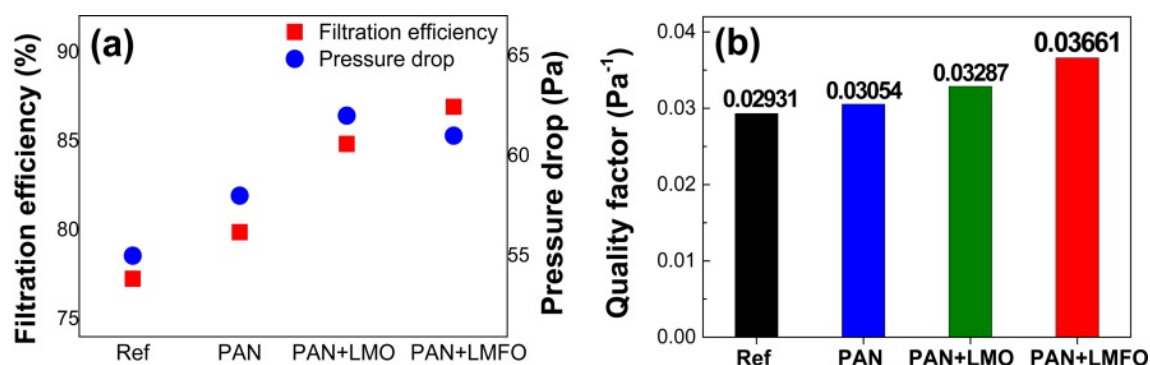 (a)
Filtration efficiency
Pressure drop
Filtration efficiency (%)
90
85
80
75
65
60
55
Pressure drop (Pa)
Ref PAN PAN+LMO PAN+LMFO
(b)
Quality factor (Pa⁻¹)
0.04
0.03
0.02
0.01
0.00
0.02931
0.03054
0.03287
0.03661
Ref PAN PAN+LMO PAN+LMFO